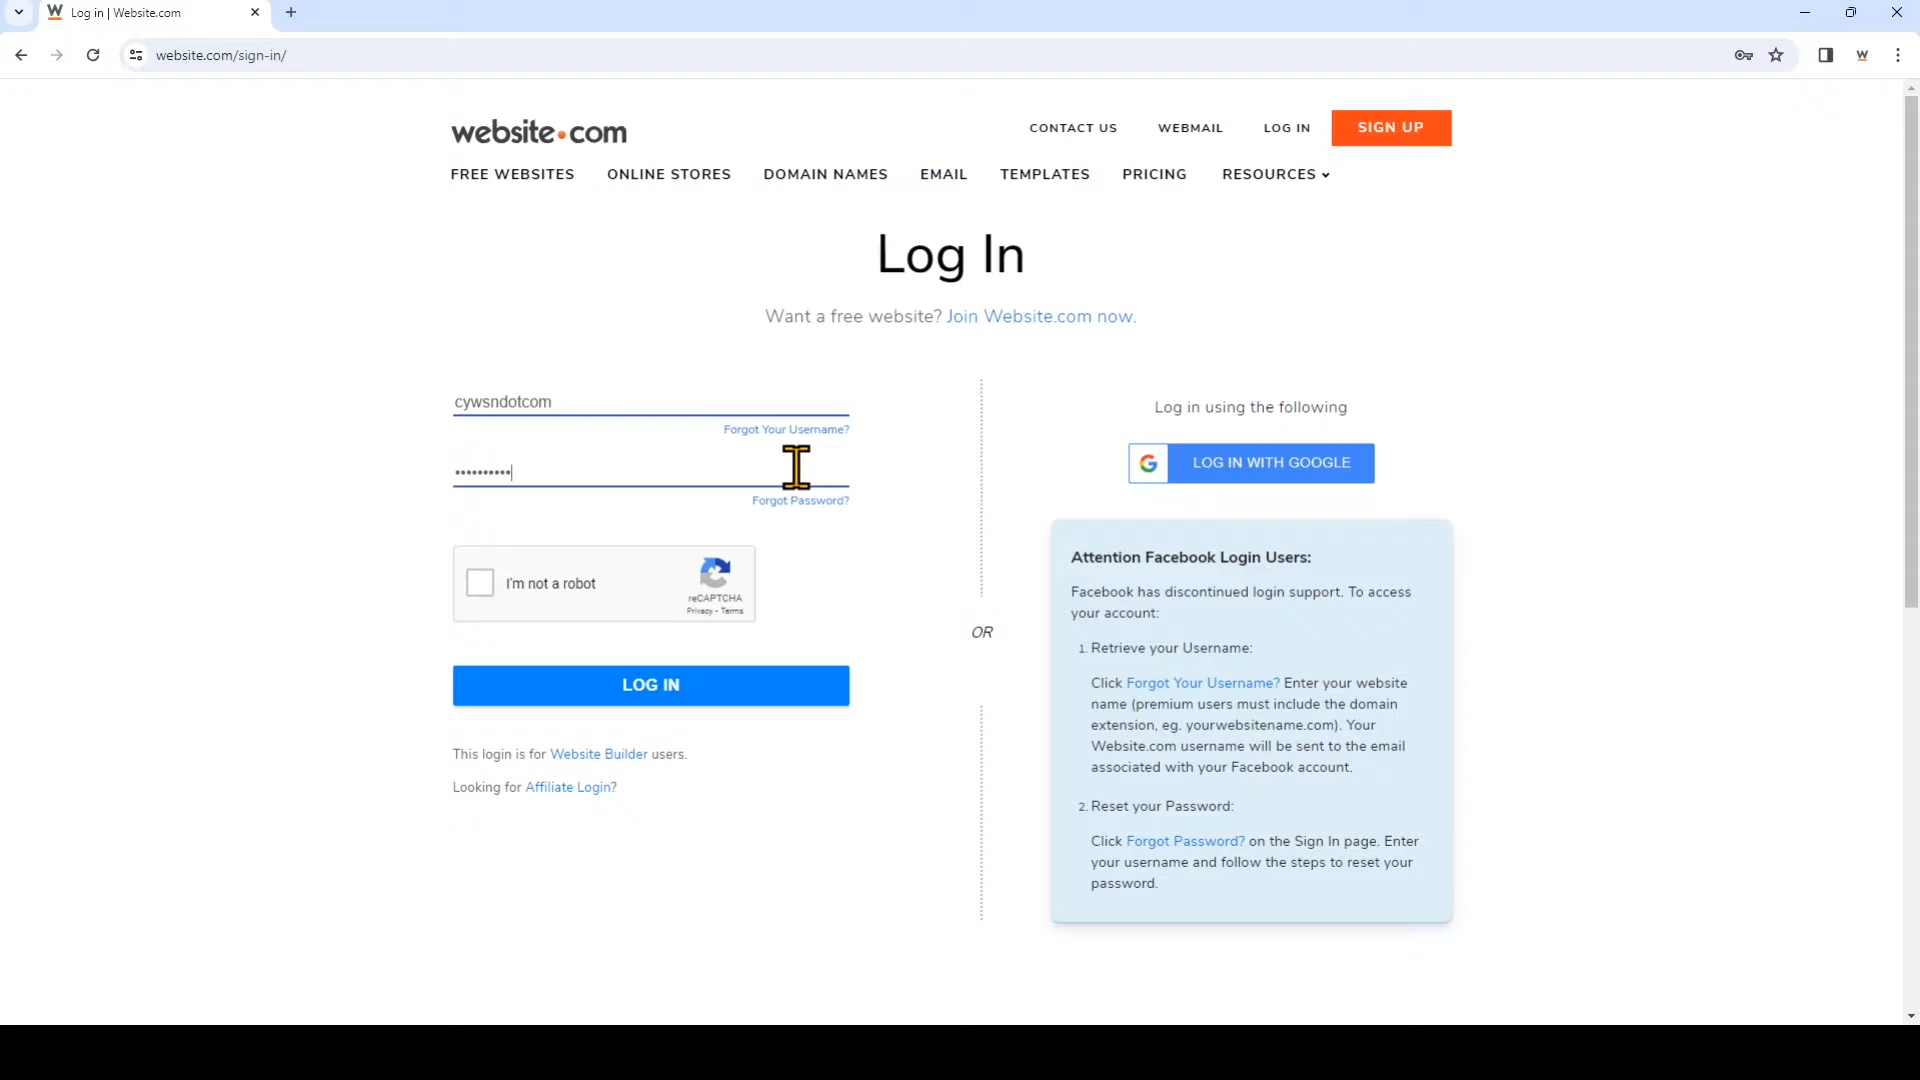 Log in | Website.com
website.com/sign-in/
website.com
CONTACT US
WEBMAIL
LOG IN
SIGN UP
FREE WEBSITES
ONLINE STORES
DOMAIN NAMES
EMAIL
TEMPLATES
PRICING
RESOURCES
Log In
Want a free website? Join Website.com now.
cywsndotcom
Forgot Your Username?
••••••••••
Forgot Password?
I'm not a robot
reCAPTCHA
Privacy - Terms
LOG IN
This login is for Website Builder users.
Looking for Affiliate Login?
OR
Log in using the following
LOG IN WITH GOOGLE
Attention Facebook Login Users:
Facebook has discontinued login support. To access
your account:
1. Retrieve your Username:
Click Forgot Your Username? Enter your website
name (premium users must include the domain
extension, eg. yourwebsitename.com). Your
Website.com username will be sent to the email
associated with your Facebook account.
2. Reset your Password:
Click Forgot Password? on the Sign In page. Enter
your username and follow the steps to reset your
password.